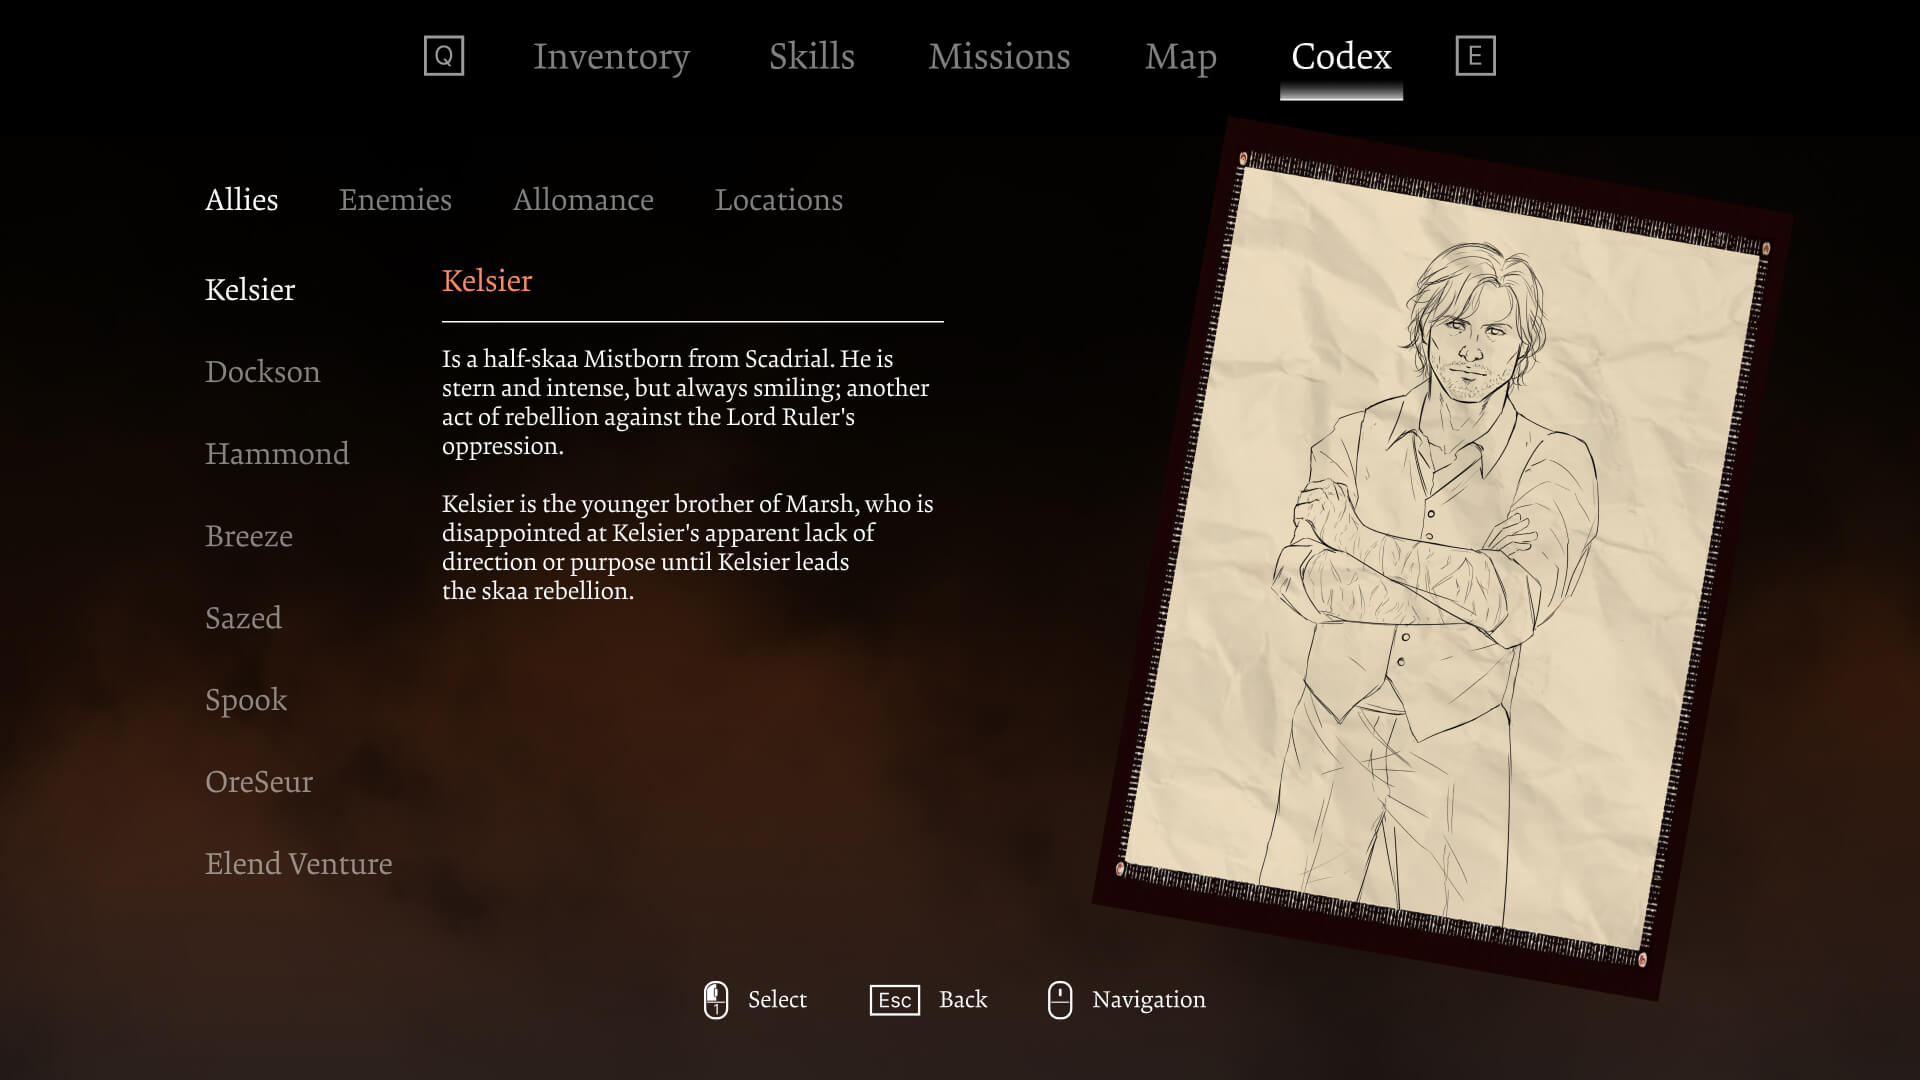 Q Inventory Skills Missions Map Codex E
Allies Enemies Allomance Locations
Kelsier
Dockson
Hammond
Breeze
Sazed
Spook
OreSeur
Elend Venture
Kelsier
Is a half-skaa Mistborn from Scadrial. He is
stern and intense, but always smiling; another
act of rebellion against the Lord Ruler's
oppression.
Kelsier is the younger brother of Marsh, who is
disappointed at Kelsier's apparent lack of
direction or purpose until Kelsier leads
the skaa rebellion.
1 Select Esc Back Navigation